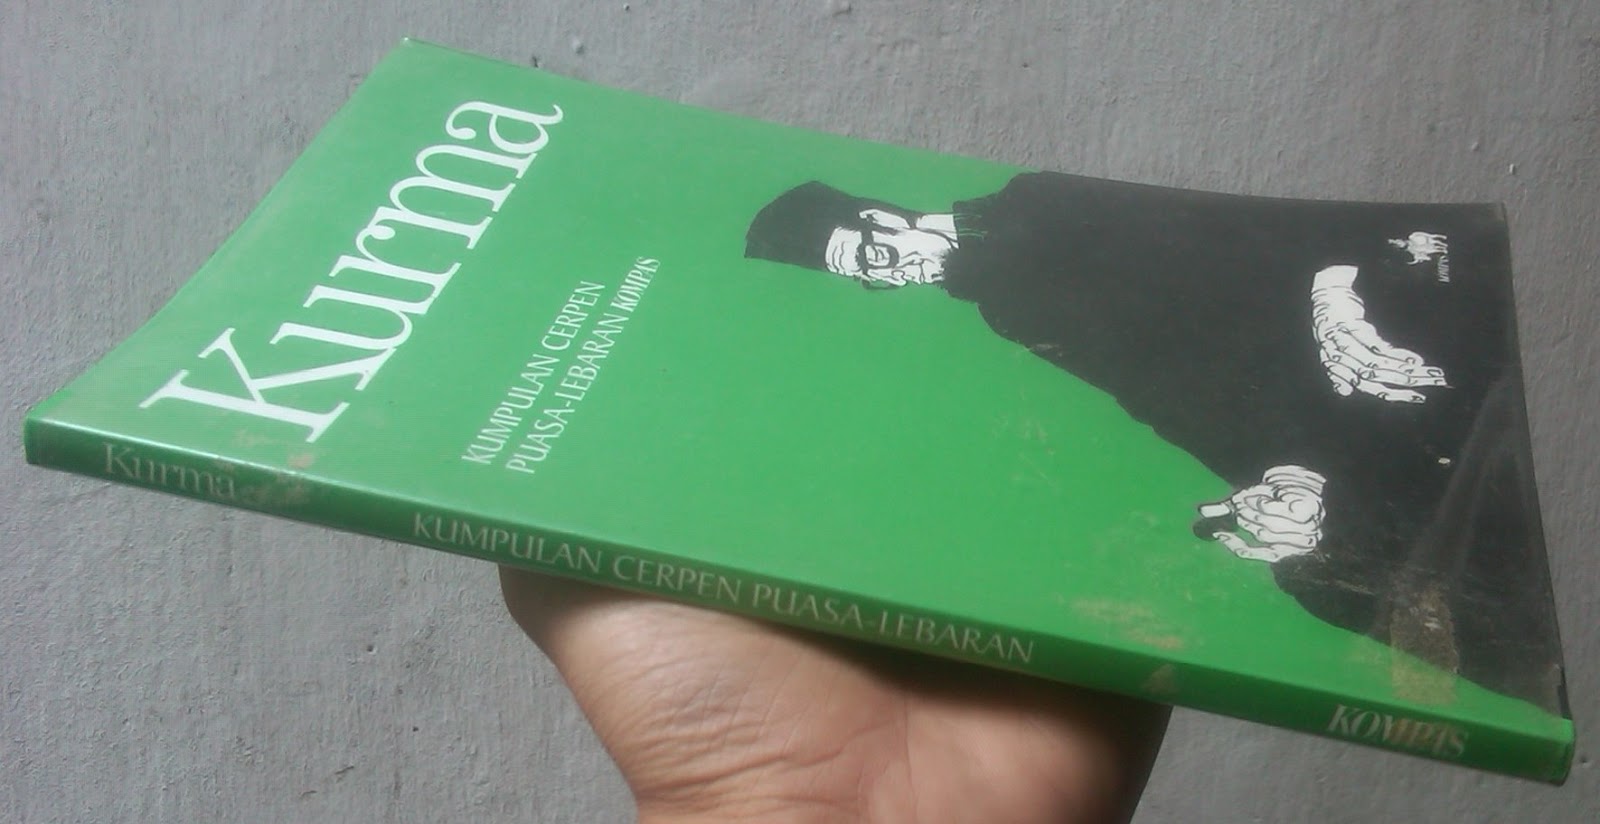 Kurma
KUMPULAN CERPEN
PUASA-LEBARAN KOMPAS
Kurma
KUMPULAN CERPEN PUASA-LEBARAN
KOMPAS